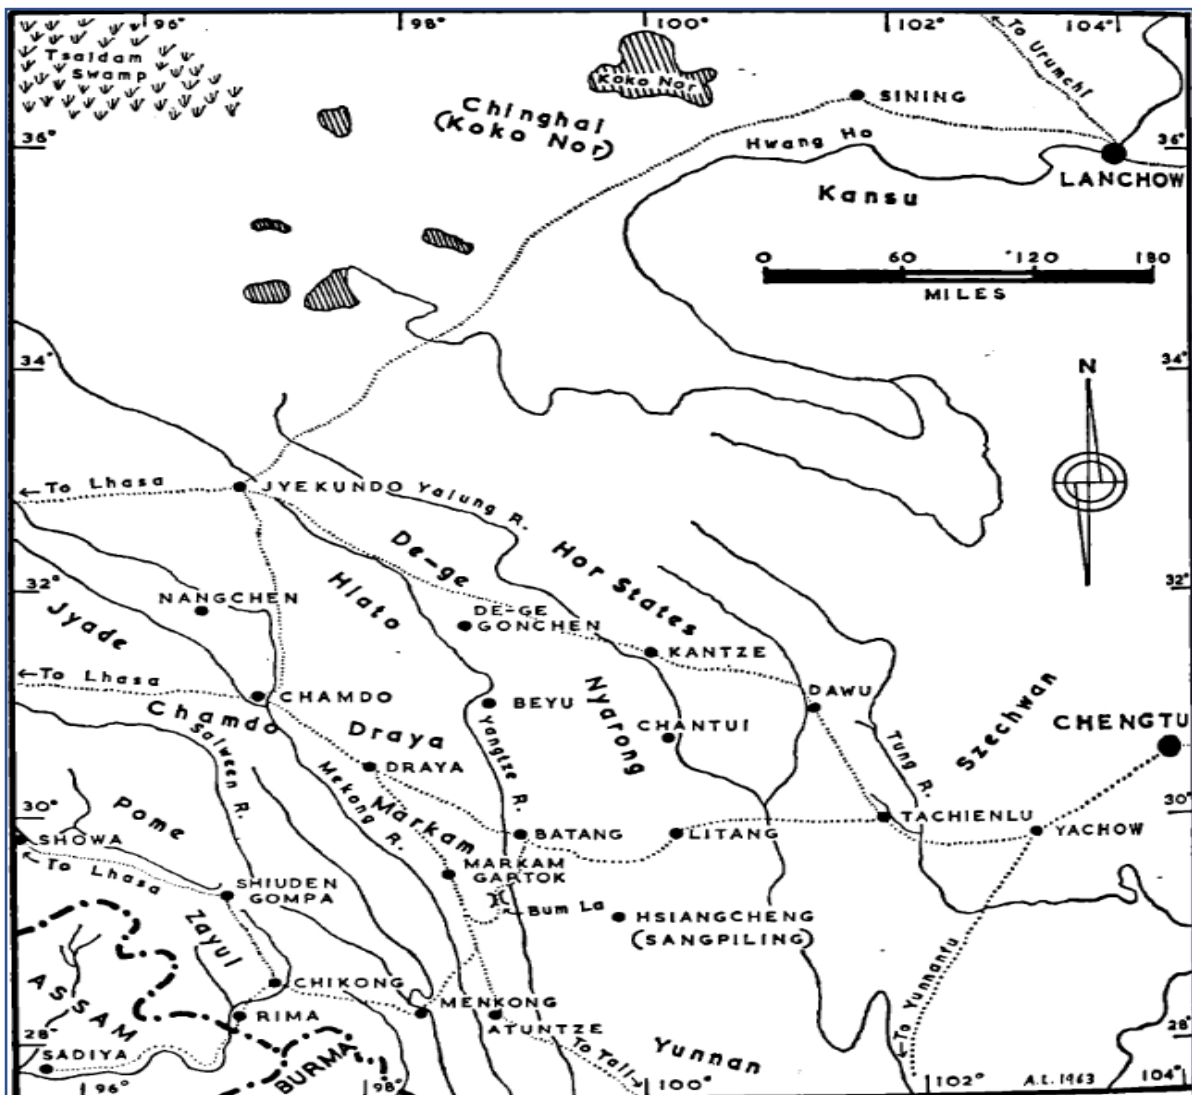 96°
98°
100°
102°
104°
To Urumchi
Tsaidam
Swamp
Koko Nor
Chinghai
(Koko Nor)
SINING
36°
Hwang Ho
36°
LANCHOW
Kansu
0 60 120 180
MILES
34°
34°
N
←To Lhasa
JYEKUNDO
Yalung R.
De-ge
Hor States
32°
32°
Hlato
NANGCHEN
Jyade
DE-GE
GONCHEN
KANTZE
←To Lhasa
CHAMDO
BEYU
Nyarong
DAWU
Chamdo
Draya
CHANTUI
Szechwan
CHENGTU
Salween R.
Yangtze R.
Tung R.
DRAYA
Mekong R.
Markam
Pome
30°
30°
SHOWA
BATANG
LITANG
TACHIENLU
YACHOW
←To Lhasa
MARKAM
GARTOK
SHIUDEN
GOMPA
Bum La
HSIANGCHENG
(SANGPILING)
Zayul
ASSAM
CHIKONG
MENKONG
←To Yunnanfu
RIMA
ATUNTZE
28°
28°
SADIYA
BURMA
To Tali→
Yunnan
96°
98°
100°
102°
A.L. 1963
104°